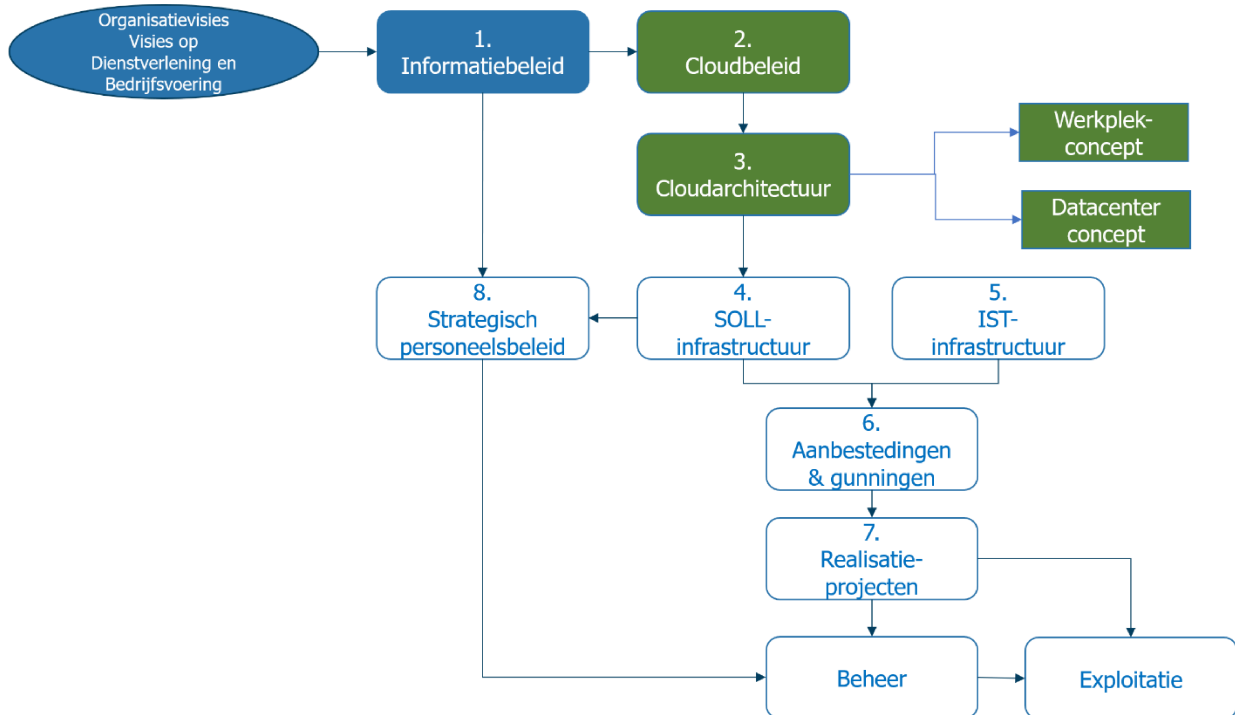 Organisatievisies
Visies op
Dienstverlening en
Bedrijfsvoering
1.
Informatiebeleid
2.
Cloudbeleid
3.
Cloudarchitectuur
Werkplek-
concept
Datacenter
concept
8.
Strategisch
personeelsbeleid
4.
SOLL-
infrastructuur
5.
IST-
infrastructuur
6.
Aanbestedingen
& gunningen
7.
Realisatie-
projecten
Beheer
Exploitatie